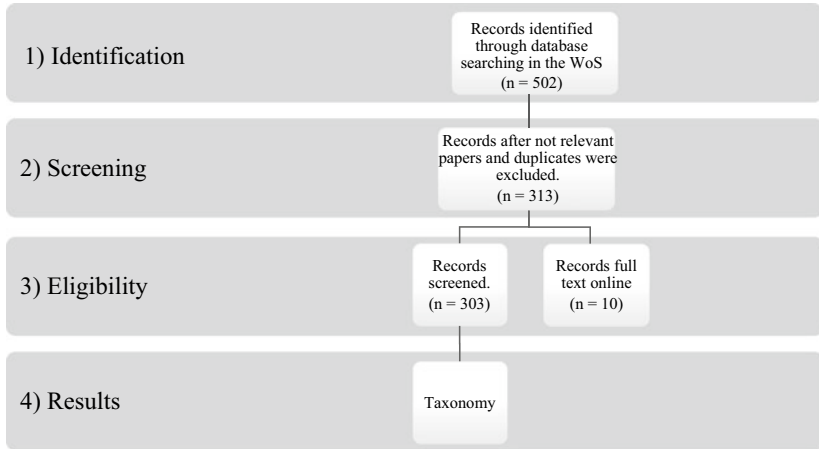 1) Identification
Records identified
through database
searching in the WoS
(n = 502)
2) Screening
Records after not relevant
papers and duplicates were
excluded.
(n = 313)
3) Eligibility
Records
screened.
(n = 303)
Records full
text online
(n = 10)
4) Results
Taxonomy